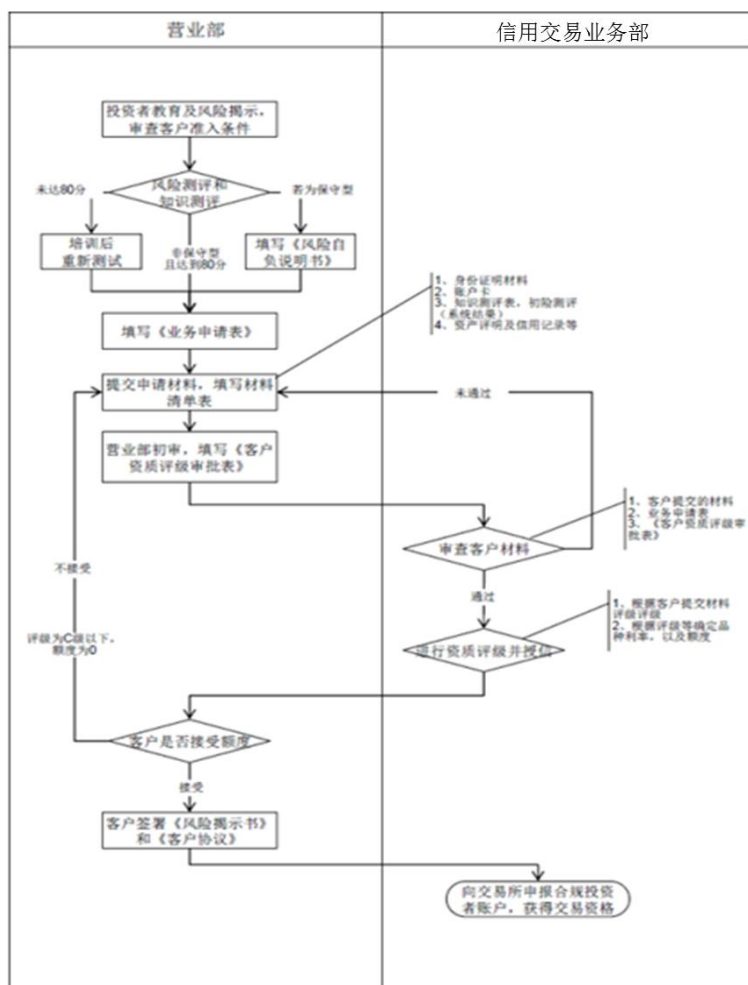 营业部
信用交易业务部
投资者教育及风险揭示，
审查客户准入条件
未达80分
风险测评和
知识测评
若为保守型
培训后
重新测试
非保守型
且达到80分
填写《风险自
负说明书》
填写《业务申请表》
1、身份证明材料
2、账户卡
3、知识测评表，初险测评
（系统结果）
4、资产评明及信用记录等
提交申请材料，填写材料
清单表
未通过
营业部初审，填写《客户
资质评级审批表》
1、客户提交的材料
2、业务申请表
3、《客户资质评级审
批表》
审查客户材料
不接受
通过
1、根据客户提交材料
评级评级
2、根据评级等确定品
种利率，以及额度
评级为C级以下，
额度为0
进行资质评级并授信
客户是否接受额度
接受
客户签署《风险揭示书》
和《客户协议》
向交易所申报合规投资
者账户，获得交易资格